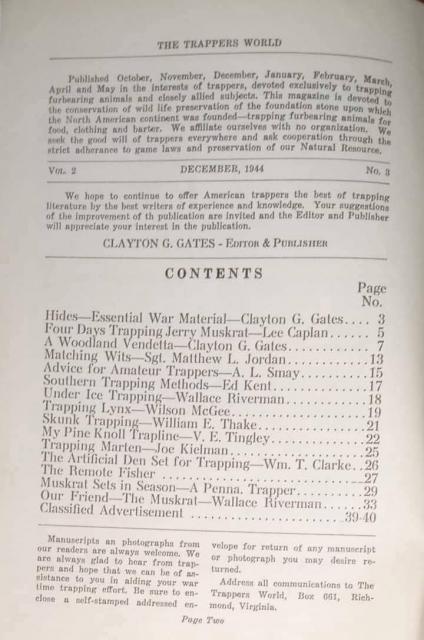 THE TRAPPERS WORLD
Published October, November, December, January, February, March,
April and May in the interests of trappers, devoted exclusively to trapping
furbearing animals and closely allied subjects. This magazine is devoted to
the conservation of wild life preservation of the foundation stone upon which
the North American continent was founded—trapping furbearing animals for
food, clothing and barter. We affiliate ourselves with no organization. We
seek the good will of trappers everywhere and ask cooperation through the
strict adherance to game laws and preservation of our Natural Resource.
VOL. 2 DECEMBER, 1944 No. 3
We hope to continue to offer American trappers the best of trapping
literature by the best writers of experience and knowledge. Your suggestions
of the improvement of th publication are invited and the Editor and Publisher
will appreciate your interest in the publication.
CLAYTON G. GATES - EDITOR & PUBLISHER
CONTENTS
Page
No.
Hides—Essential War Material—Clayton G. Gates.... 3
Four Days Trapping Jerry Muskrat—Lee Caplan...... 5
A Woodland Vendetta—Clayton G. Gates............ 7
Matching Wits—Sgt. Matthew L. Jordan.............13
Advice for Amateur Trappers—A. L. Smay..........15
Southern Trapping Methods—Ed Kent..............17
Under Ice Trapping—Wallace Riverman............18
Trapping Lynx—Wilson McGee....................19
Skunk Trapping—William E. Thake................21
My Pine Knoll Trapline—V. E. Tingley.............22
Trapping Marten—Joe Kielman....................25
The Artificial Den Set for Trapping—Wm. T. Clarke..26
The Remote Fisher ............................27
Muskrat Sets in Season—A Penna. Trapper.........29
Our Friend—The Muskrat—Wallace Riverman......33
Classified Advertisement .....................39-40
Manuscripts an photographs from
our readers are always welcome. We
are always glad to hear from trap-
pers and hope that we can be of as-
sistance to you in aiding your war
time trapping effort. Be sure to en-
close a self-stamped addressed en-
velope for return of any manuscript
or photograph you may desire re-
turned.
Address all communications to The
Trappers World, Box 661, Rich-
mond, Virginia.
Page Two